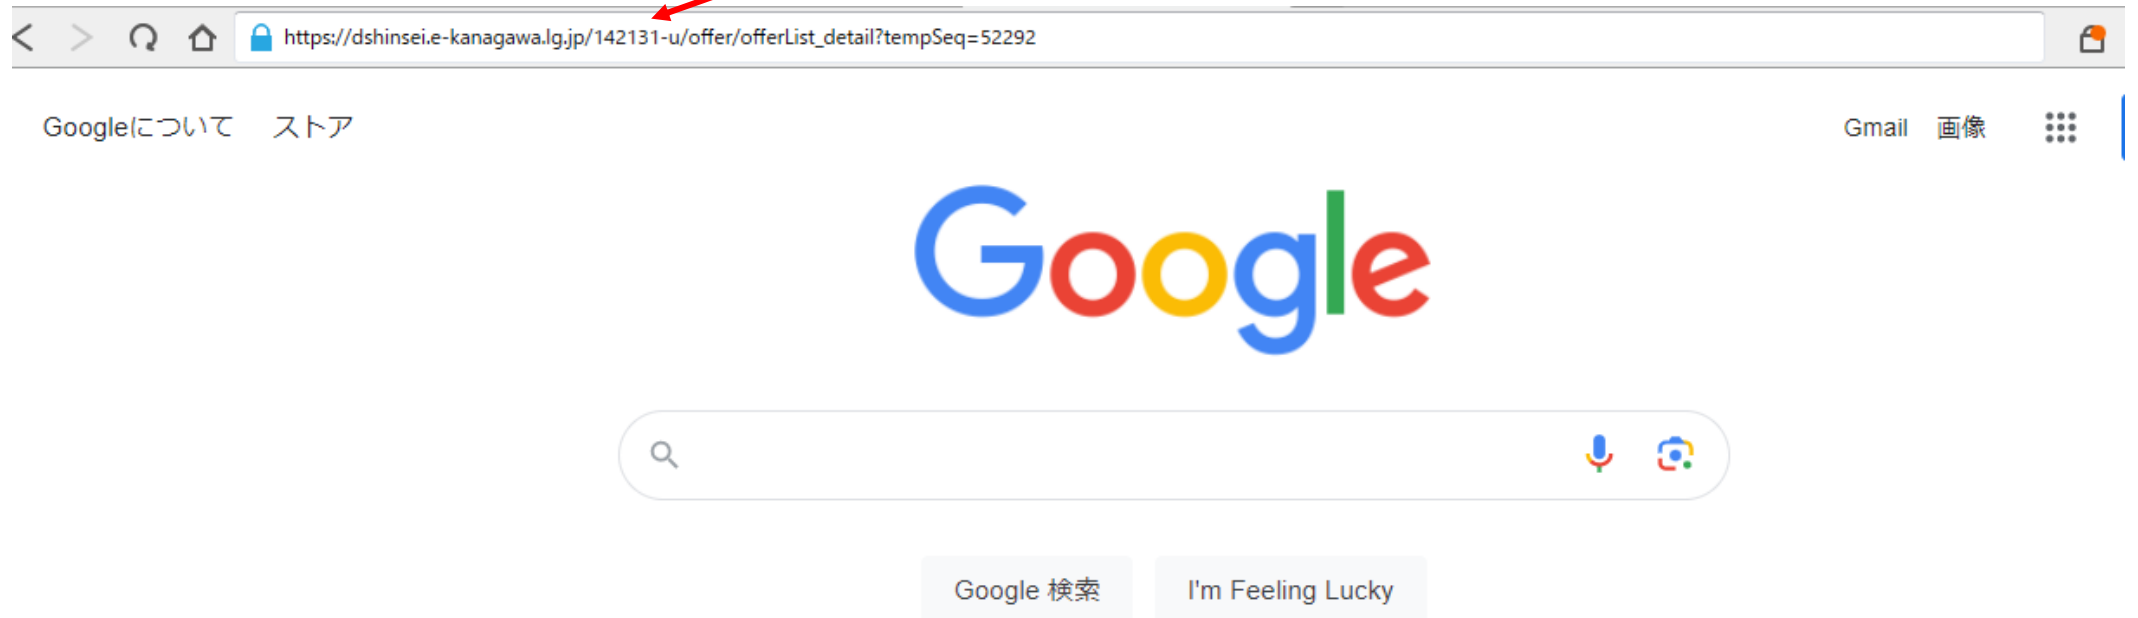 https://dshinsei.e-kanagawa.lg.jp/142131-u/offer/offerList_detail?tempSeq=52292
Googleについて ストア Gmail 画像
Google
Google 検索 I'm Feeling Lucky